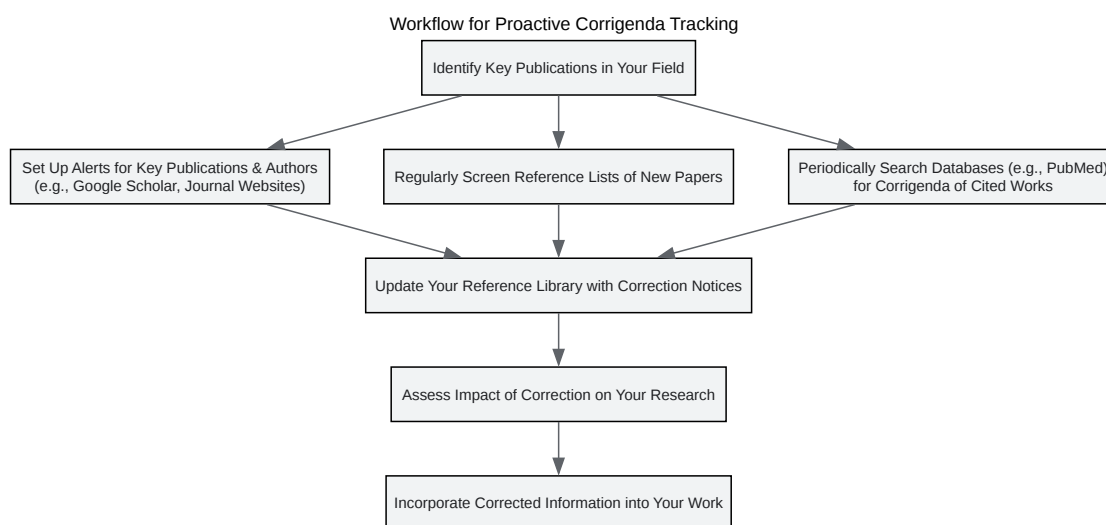 Workflow for Proactive Corrigenda Tracking
Identify Key Publications in Your Field
Set Up Alerts for Key Publications & Authors
(e.g., Google Scholar, Journal Websites)
Regularly Screen Reference Lists of New Papers
Periodically Search Databases (e.g., PubMed)
for Corrigenda of Cited Works
Update Your Reference Library with Correction Notices
Assess Impact of Correction on Your Research
Incorporate Corrected Information into Your Work